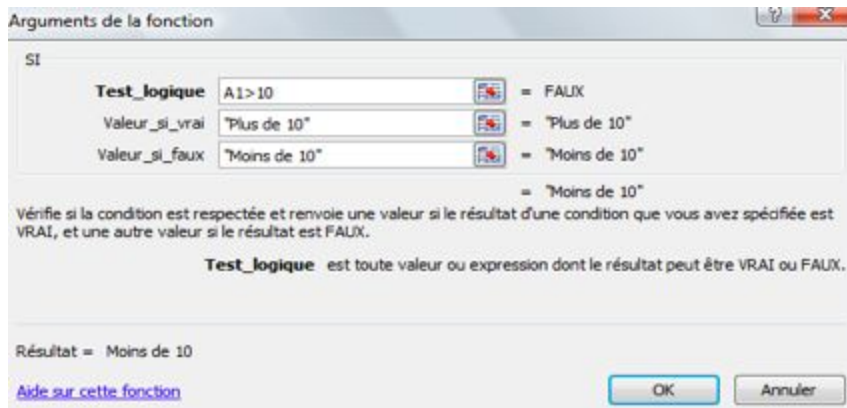 Arguments de la fonction
SI
Test_logique A1>10 = FAUX
Valeur_si_vrai "Plus de 10" = "Plus de 10"
Valeur_si_faux "Moins de 10" = "Moins de 10"
= "Moins de 10"
Vérifie si la condition est respectée et renvoie une valeur si le résultat d'une condition que vous avez spécifiée est
VRAI, et une autre valeur si le résultat est FAUX.
Test_logique est toute valeur ou expression dont le résultat peut être VRAI ou FAUX.
Résultat = Moins de 10
Aide sur cette fonction OK Annuler